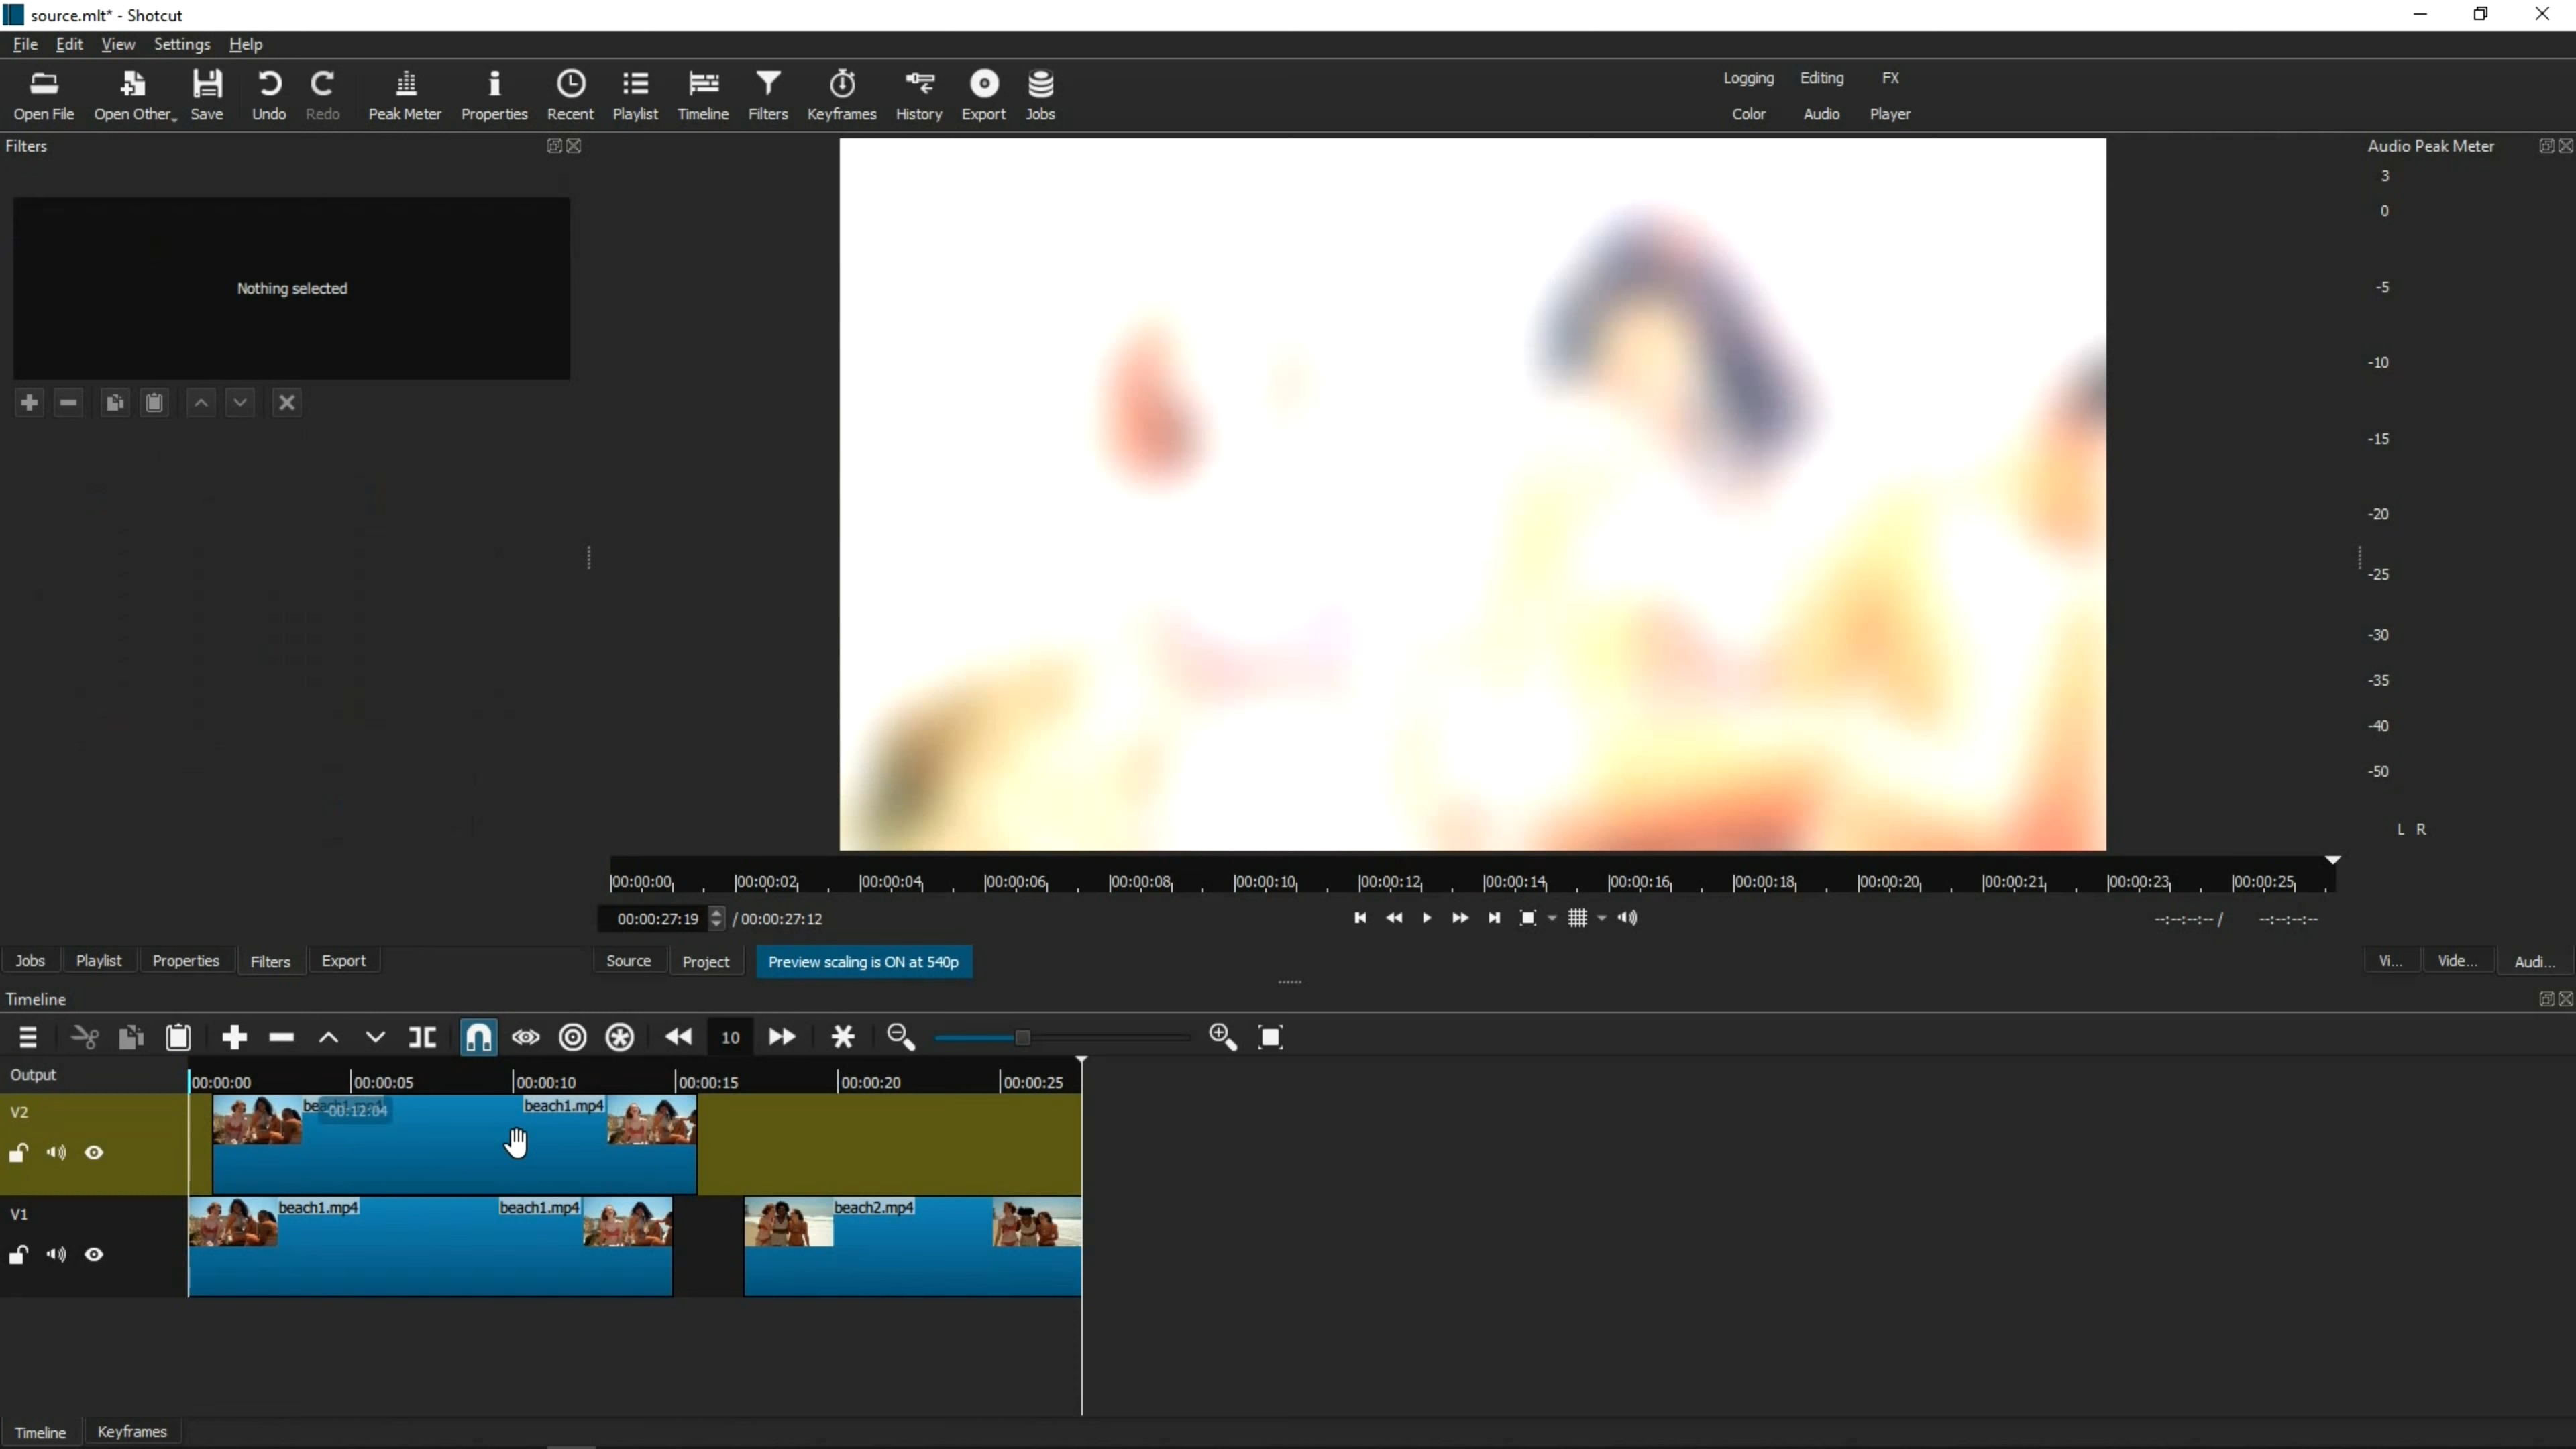 source.mlt* - Shotcut
File Edit View Settings Help
Open File Open Other Save Undo Redo Peak Meter Properties Recent Playlist Timeline Filters Keyframes History Export Jobs
Logging Editing FX
Color Audio Player
Filters
Audio Peak Meter
Nothing selected
3
0
-5
-10
-15
-20
-25
-30
-35
-40
-50
L R
00:00:00 00:00:02 00:00:04 00:00:06 00:00:08 00:00:10 00:00:12 00:00:14 00:00:16 00:00:18 00:00:20 00:00:21 00:00:23 00:00:25
00:00:27:19 / 00:00:27:12
--:--:--:-- / --:--:--:--
Jobs Playlist Properties Filters Export
Source Project Preview scaling is ON at 540p
Vi... Vide... Audi...
Timeline
10
Output
00:00:00 00:00:05 00:00:10 00:00:15 00:00:20 00:00:25
V2
beach1.mp4 -00:12:04 beach1.mp4
V1
beach1.mp4 beach1.mp4 beach2.mp4
Timeline Keyframes